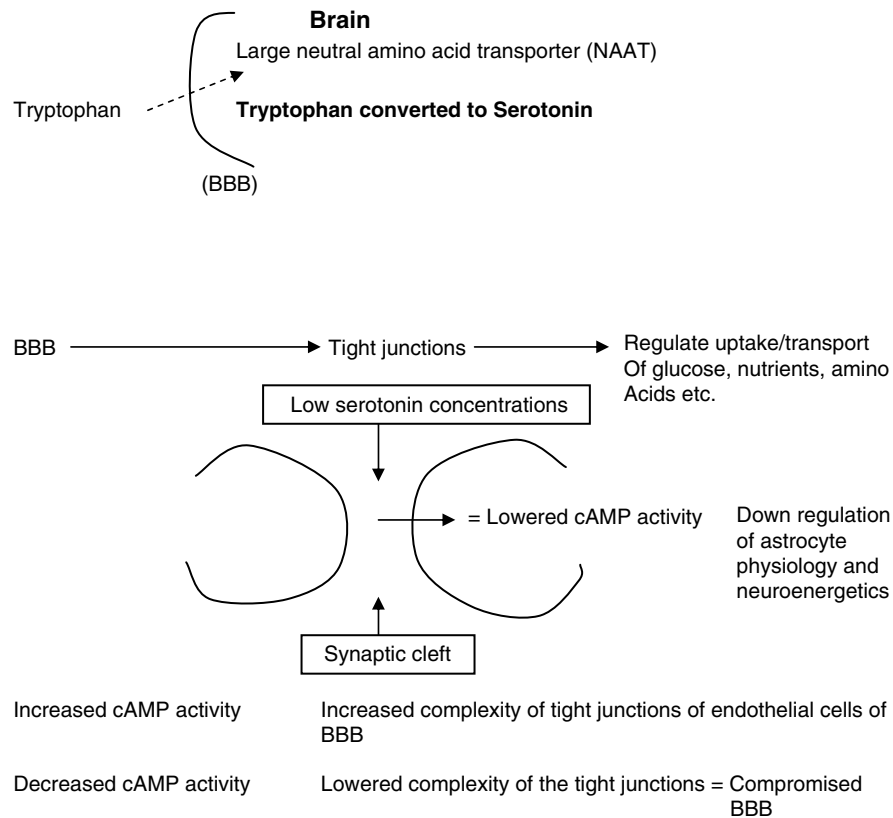 Brain
Large neutral amino acid transporter (NAAT)
Tryptophan
Tryptophan converted to Serotonin
(BBB)
BBB
Tight junctions
Regulate uptake/transport
Of glucose, nutrients, amino
Acids etc.
Low serotonin concentrations
= Lowered cAMP activity
Down regulation
of astrocyte
physiology and
neuroenergetics
Synaptic cleft
Increased cAMP activity
Increased complexity of tight junctions of endothelial cells of
BBB
Decreased cAMP activity
Lowered complexity of the tight junctions = Compromised
BBB